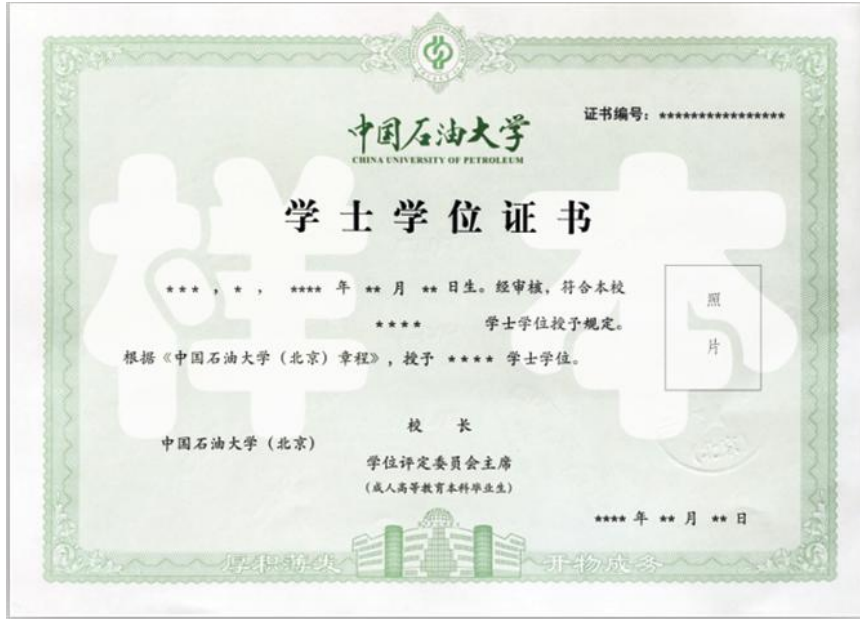 中国石油大学
CHINA UNIVERSITY OF PETROLEUM
证书编号：****************
学士学位证书
样本
***，*， **** 年 ** 月 ** 日生。经审核，符合本校
**** 学士学位授予规定。
根据《中国石油大学（北京）章程》，授予 **** 学士学位。
照片
中国石油大学（北京）
校 长
学位评定委员会主席
（成人高等教育本科毕业生）
**** 年 ** 月 ** 日
厚积薄发
开物成务